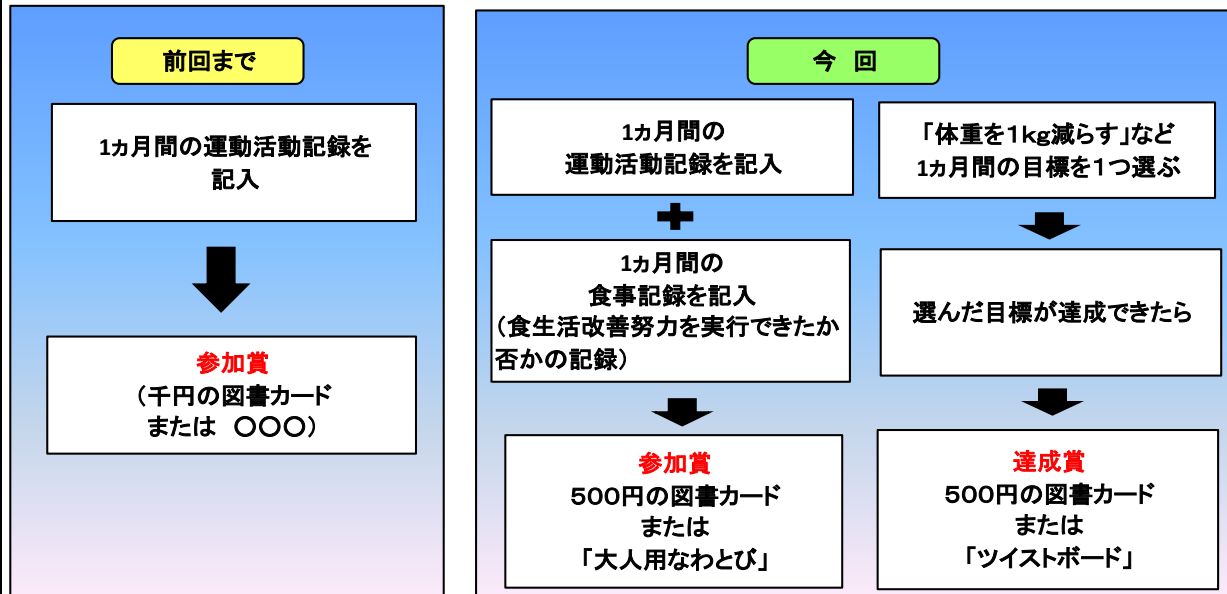 前回まで
1ヵ月間の運動活動記録を
記入
参加賞
（千円の図書カード
または　〇〇〇）
今　回
1ヵ月間の
運動活動記録を記入
1ヵ月間の
食事記録を記入
（食生活改善努力を実行できたか
否かの記録）
参加賞
５００円の図書カード
または
「大人用なわとび」
「体重を１ｋｇ減らす」など
1ヵ月間の目標を１つ選ぶ
選んだ目標が達成できたら
達成賞
５００円の図書カード
または
「ツイストボード」